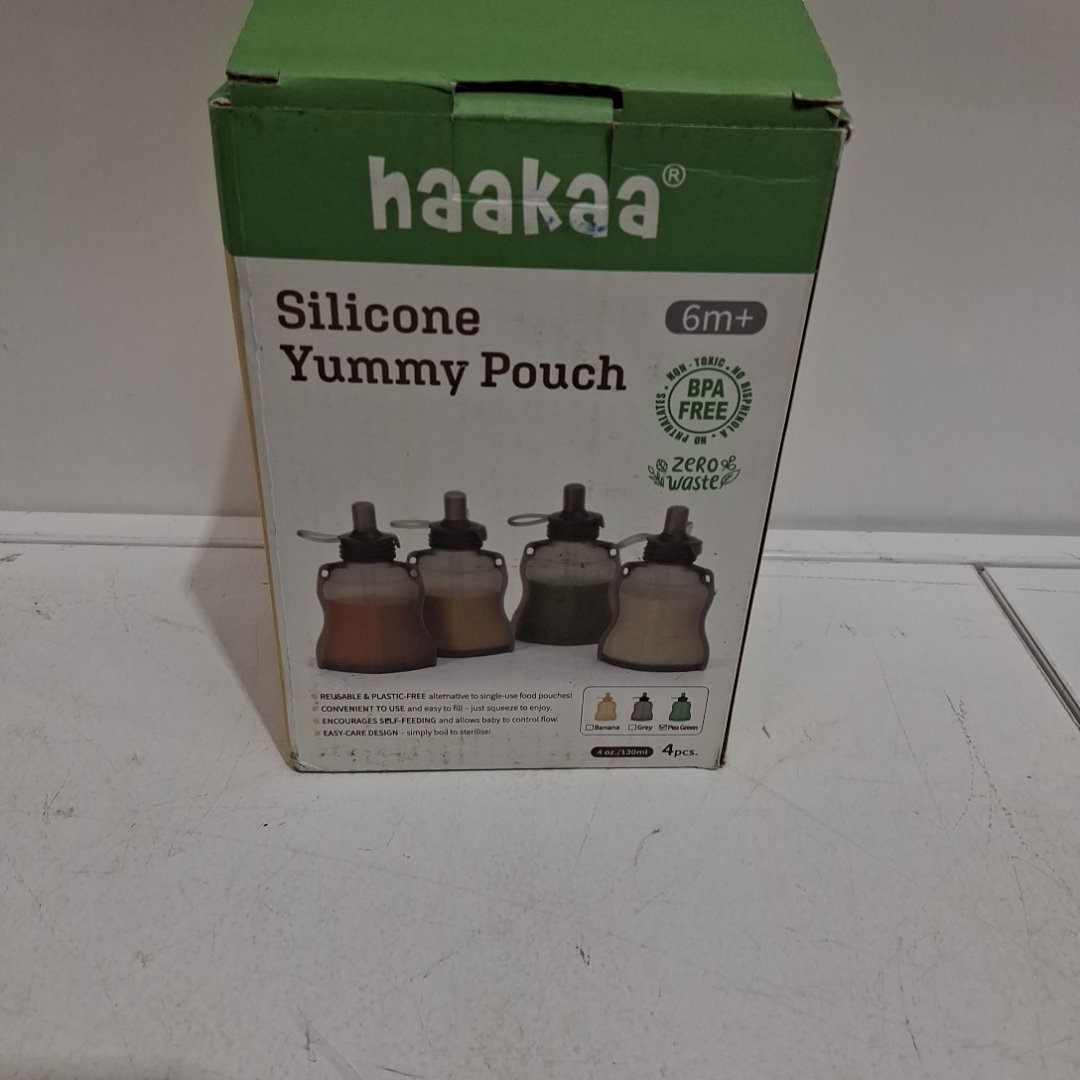 haakaa®
Silicone
Yummy Pouch
6m+
NON-TOXIC • NO BISPHENOL A • NO PHTHALATES •
BPA
FREE
ZERO
waste
REUSABLE & PLASTIC-FREE alternative to single-use food pouches!
CONVENIENT TO USE and easy to fill – just squeeze to enjoy.
ENCOURAGES SELF-FEEDING and allows baby to control flow.
EASY-CARE DESIGN – simply boil to sterilise!
Banana Grey Pea Green
4 oz./130ml 4pcs.